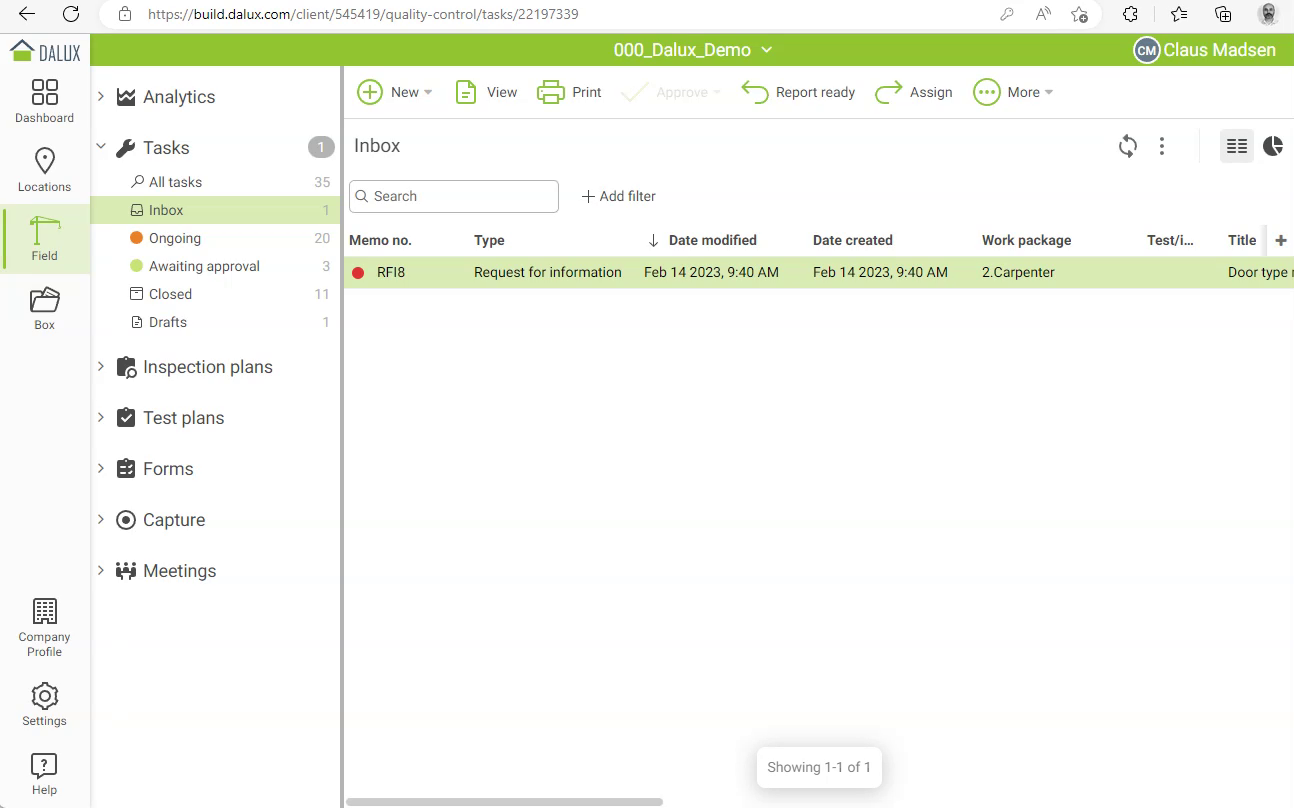 https://build.dalux.com/client/545419/quality-control/tasks/22197339
DALUX
000_Dalux_Demo
CM Claus Madsen
Dashboard
Locations
Field
Box
Company Profile
Settings
Help
Analytics
Tasks 1
All tasks 35
Inbox 1
Ongoing 20
Awaiting approval 3
Closed 11
Drafts 1
Inspection plans
Test plans
Forms
Capture
Meetings
New View Print Approve Report ready Assign More
Inbox
Search Add filter
Memo no. Type Date modified Date created Work package Test/i... Title
RFI8 Request for information Feb 14 2023, 9:40 AM Feb 14 2023, 9:40 AM 2.Carpenter Door type
Showing 1-1 of 1